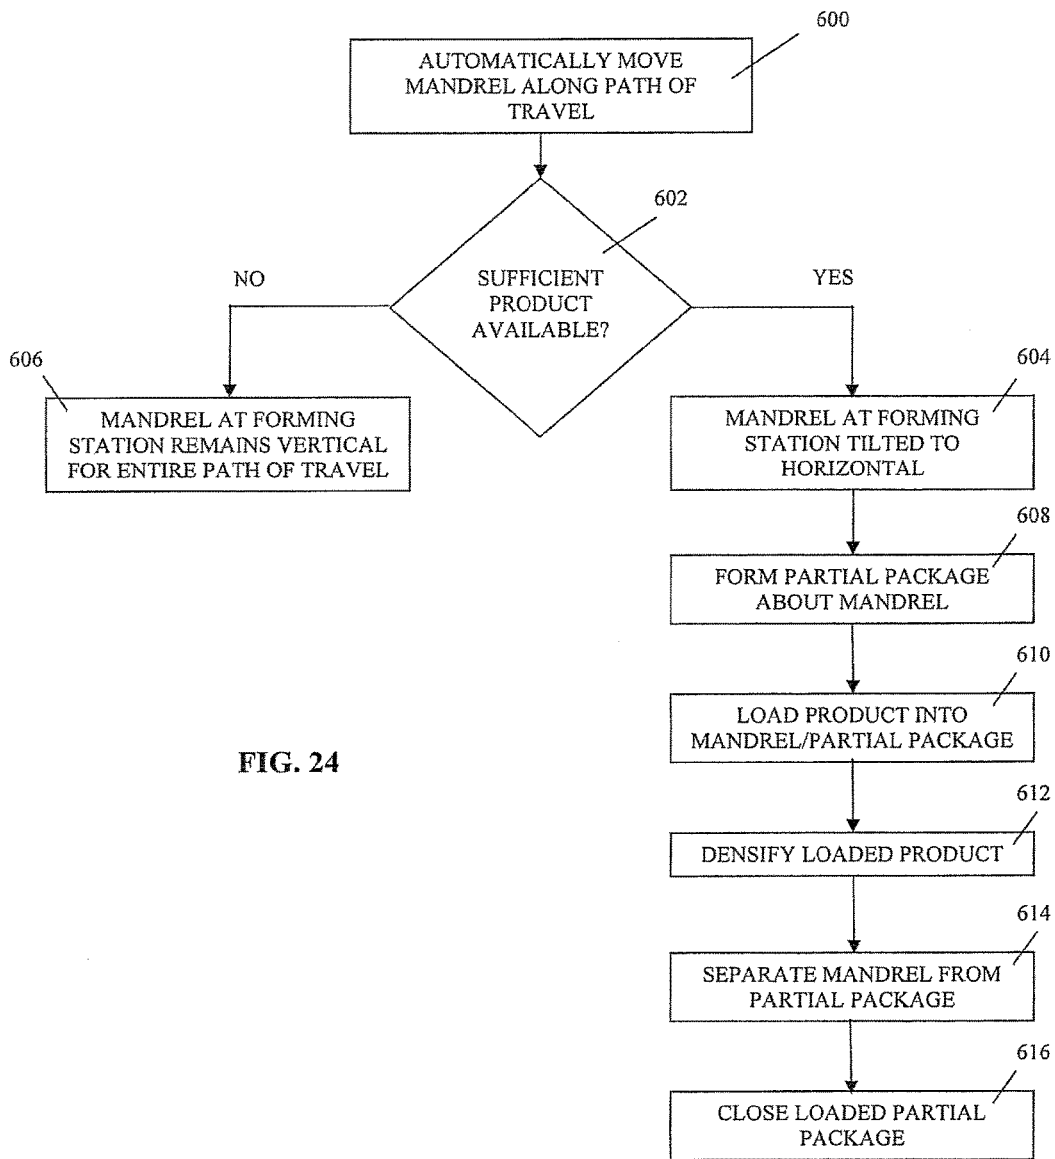 600
AUTOMATICALLY MOVE
MANDREL ALONG PATH OF
TRAVEL
602
SUFFICIENT
PRODUCT
AVAILABLE?
NO
YES
606
MANDREL AT FORMING
STATION REMAINS VERTICAL
FOR ENTIRE PATH OF TRAVEL
604
MANDREL AT FORMING
STATION TILTED TO
HORIZONTAL
608
FORM PARTIAL PACKAGE
ABOUT MANDREL
610
LOAD PRODUCT INTO
MANDREL/PARTIAL PACKAGE
FIG. 24
612
DENSIFY LOADED PRODUCT
614
SEPARATE MANDREL FROM
PARTIAL PACKAGE
616
CLOSE LOADED PARTIAL
PACKAGE